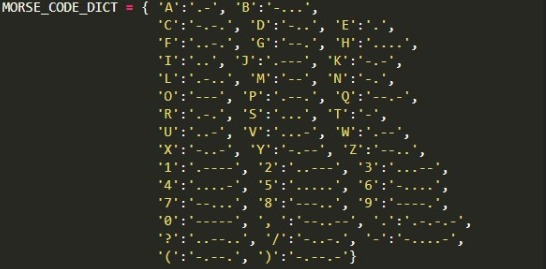 MORSE_CODE_DICT = { 'A':'.-', 'B':'-...',
'C':'-.-.', 'D':'-..', 'E':'.',
'F':'..-.', 'G':'--.', 'H':'....',
'I':'..', 'J':'.---', 'K':'-.-',
'L':'.-..', 'M':'--', 'N':'-.',
'O':'---', 'P':'.--.', 'Q':'--.-',
'R':'.-.', 'S':'...', 'T':'-',
'U':'..-', 'V':'...-', 'W':'.--',
'X':'-..-', 'Y':'-.--', 'Z':'--..',
'1':'.----', '2':'..---', '3':'...--',
'4':'....-', '5':'.....', '6':'-....',
'7':'--...', '8':'---..', '9':'----.',
'0':'-----', ', ':'--..--', '.':'.-.-.-',
'?':'..--..', '/':'-..-.', '-':'-....-',
'(':'-.--.', ')':'-.--.-'}